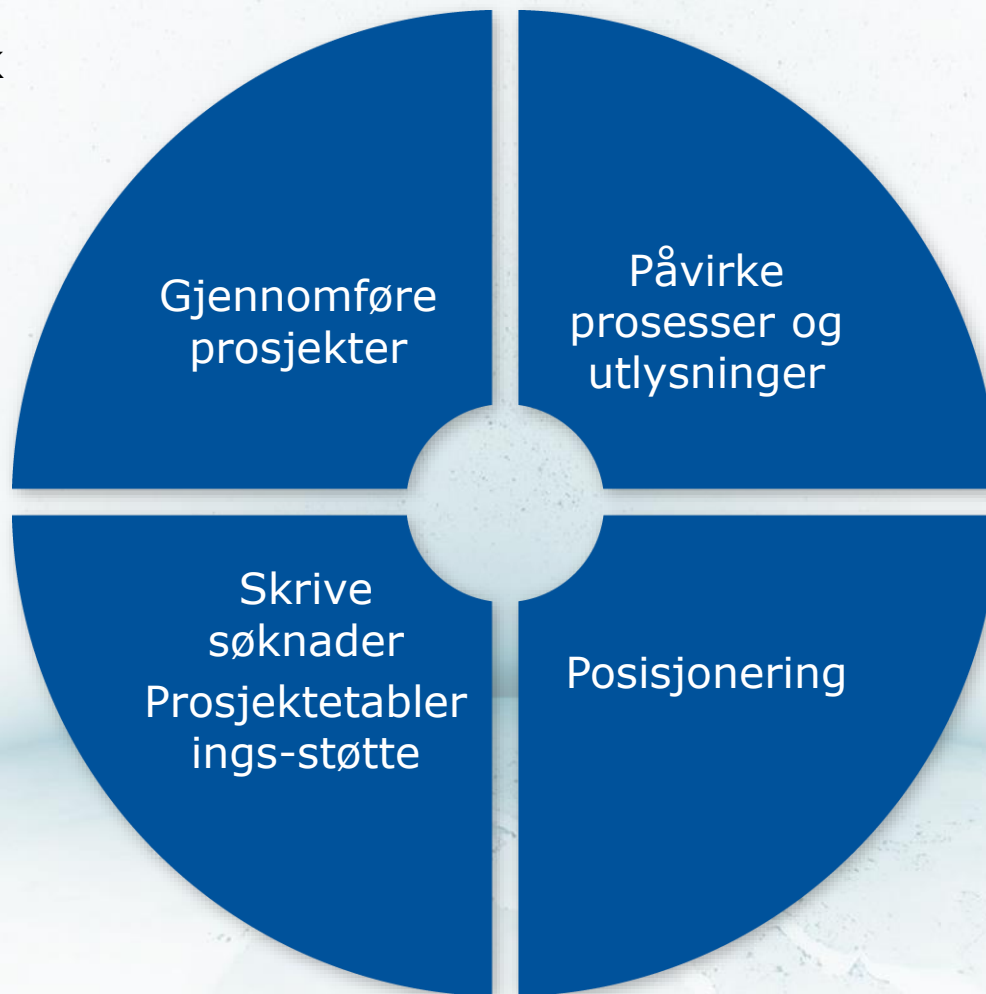 Gjennomføre
prosjekter
Påvirke
prosesser og
utlysninger
Skrive
søknader
Prosjektetabler
ings-støtte
Posisjonering